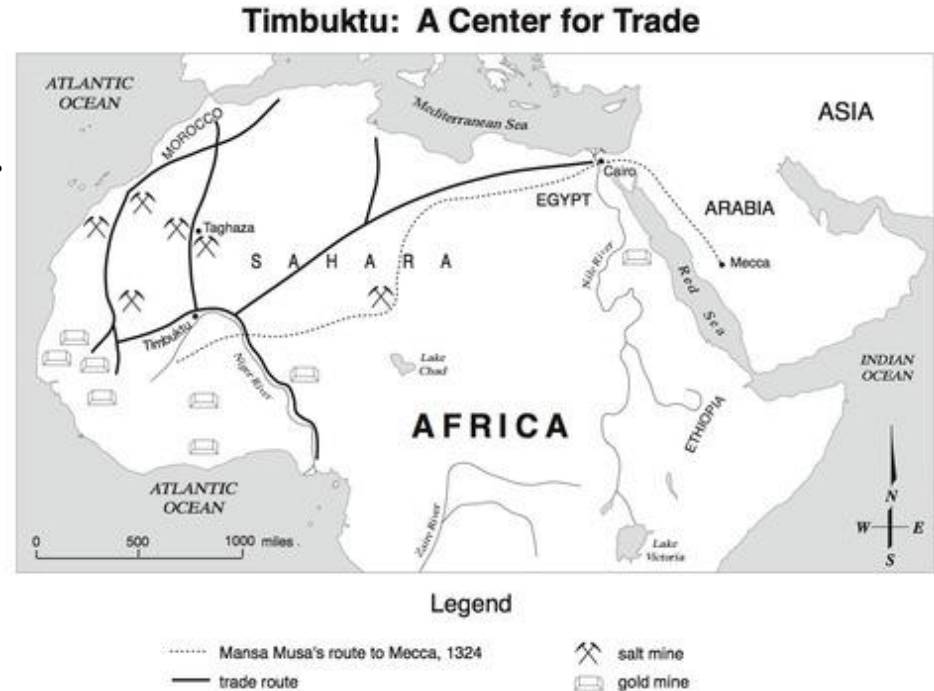 Timbuktu: A Center for Trade
ATLANTIC
OCEAN
Mediterranean Sea
ASIA
MOROCCO
Cairo
EGYPT
ARABIA
Taghaza
Mecca
SAHARA
Nile River
Red Sea
Timbuktu
Niger River
Lake
Chad
INDIAN
OCEAN
AFRICA
ETHIOPIA
ATLANTIC
OCEAN
N
W E
S
Zaire River
Lake
Victoria
0 500 1000 miles
Legend
Mansa Musa's route to Mecca, 1324
salt mine
trade route
gold mine